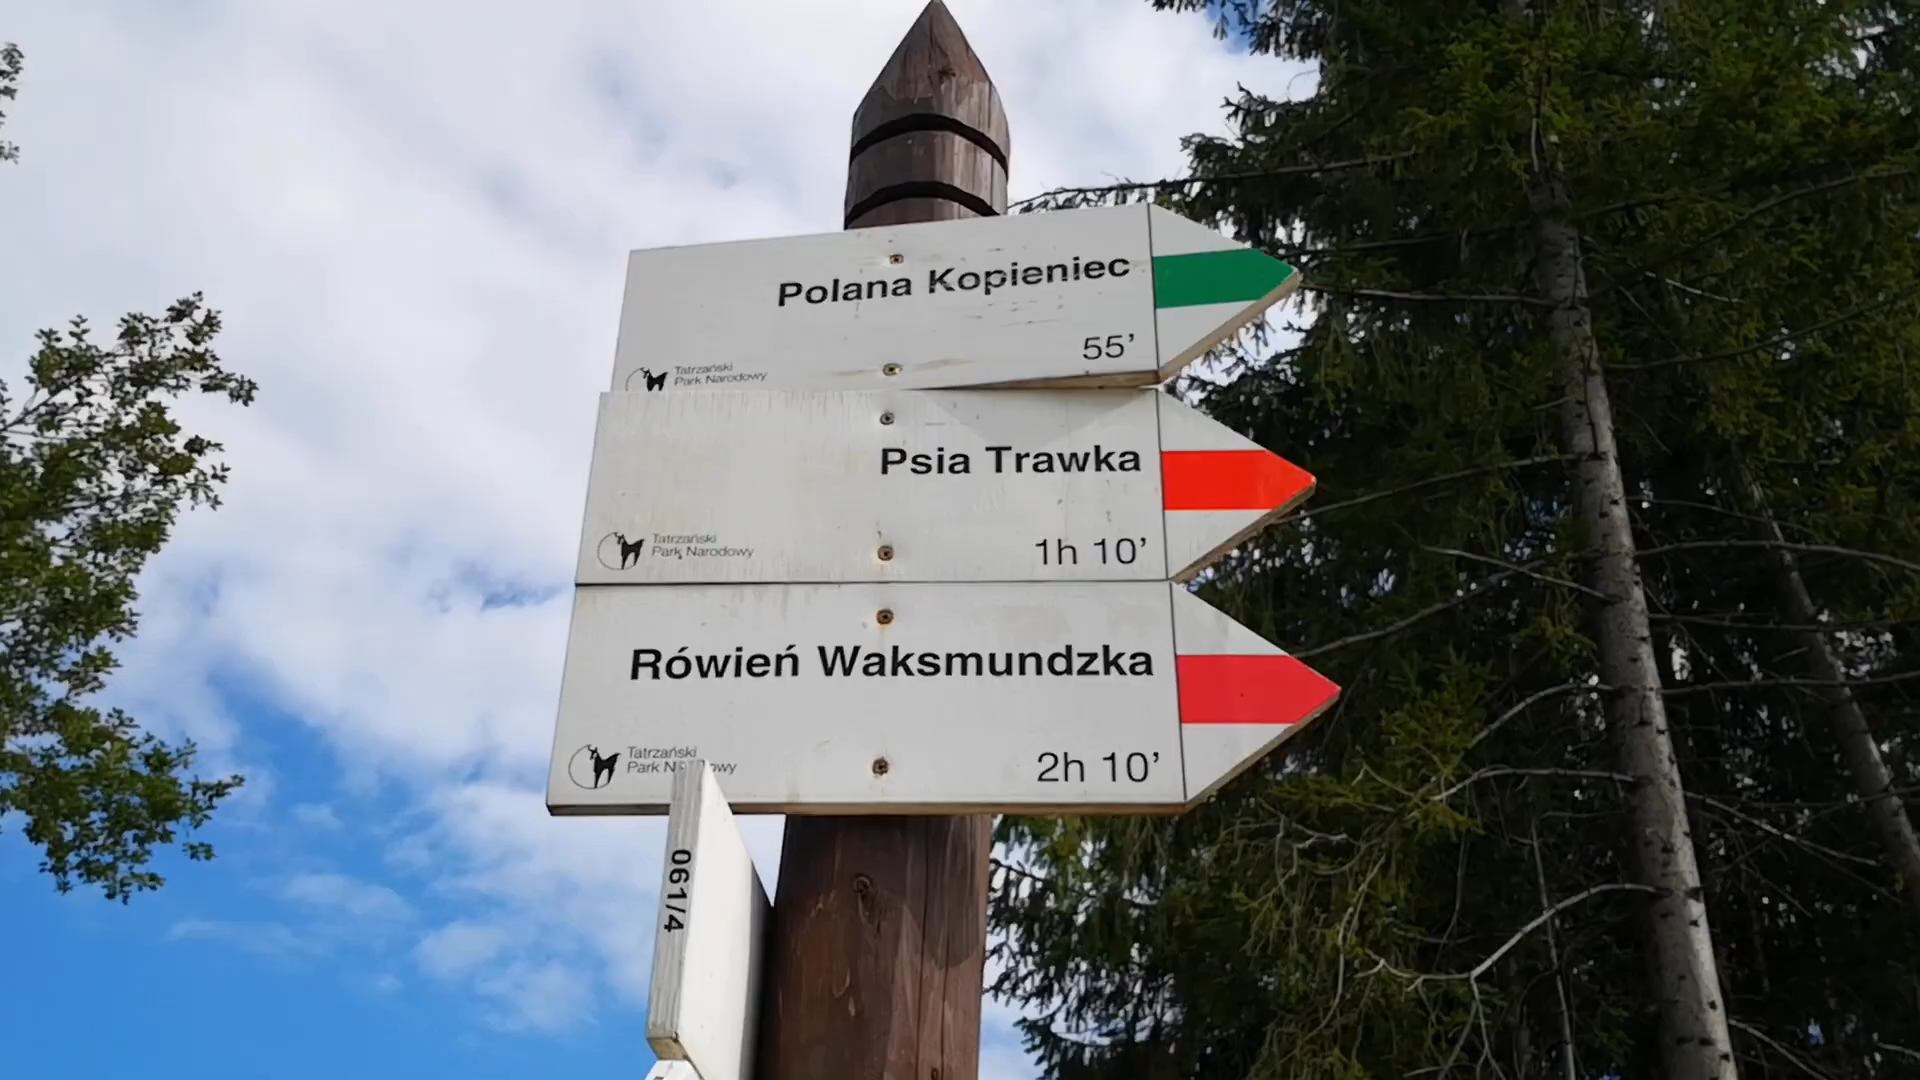 Polana Kopieniec
55'
Tatrzański
Park Narodowy
Psia Trawka
Tatrzański
Park Narodowy
1h 10'
Rówień Waksmundzka
Tatrzański
Park Narodowy
2h 10'
061/4